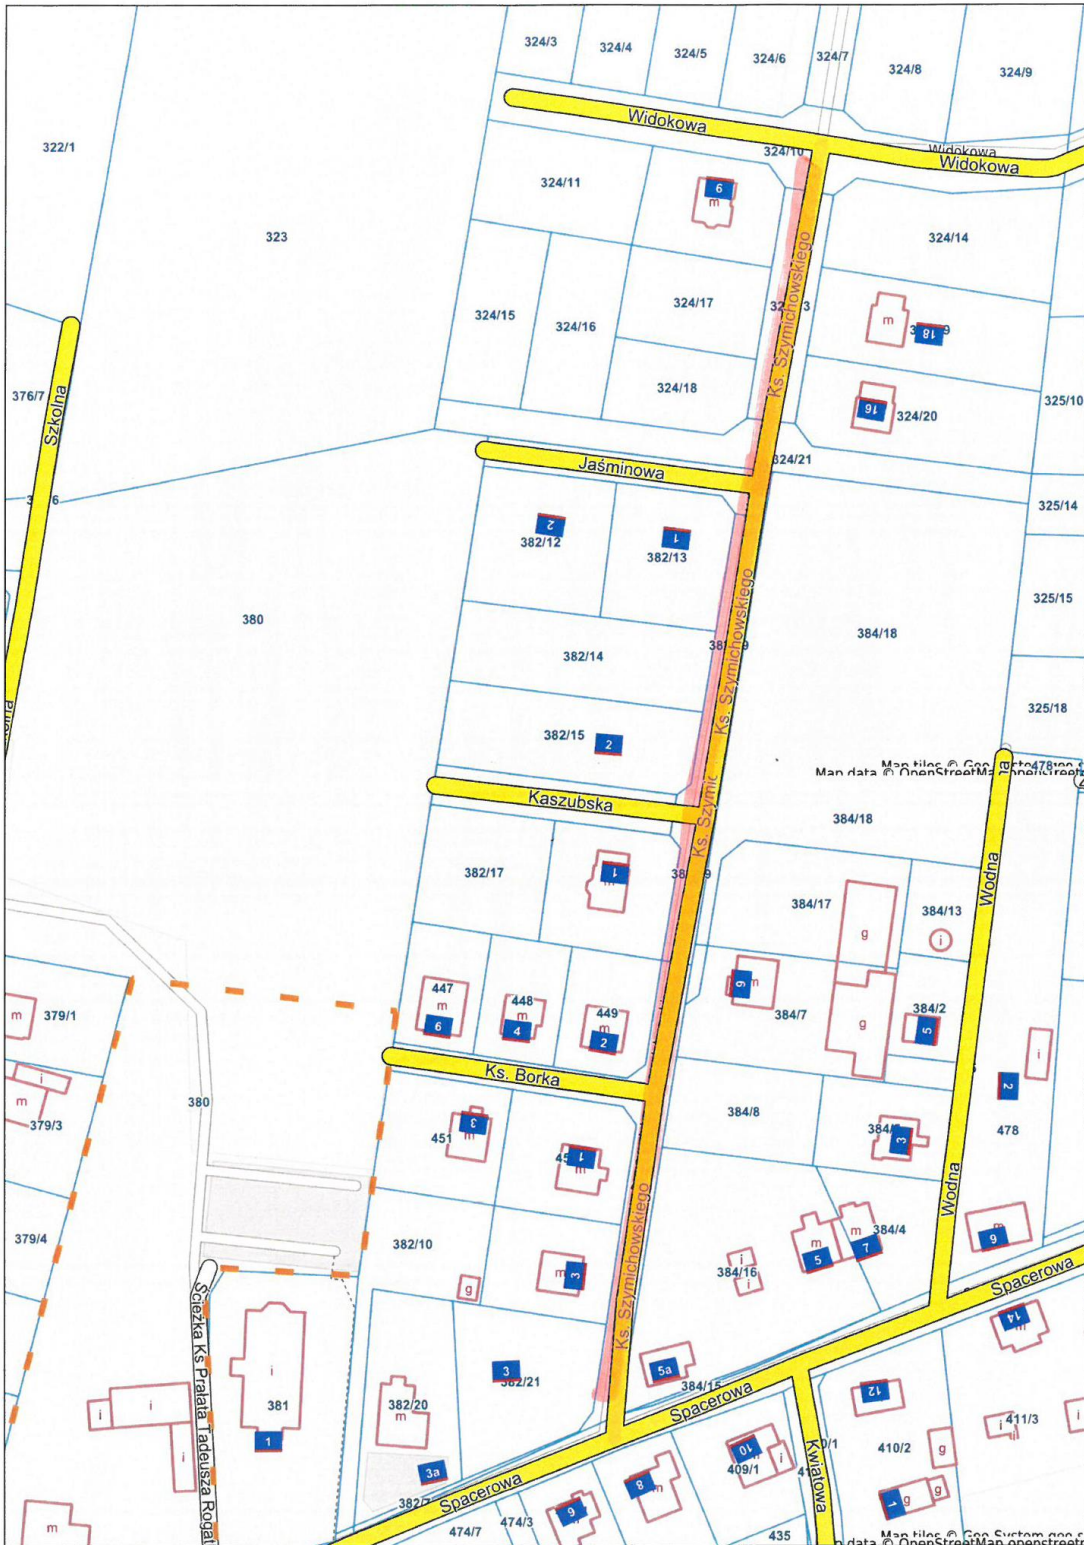 324/3
324/4
324/5
324/6
324/7
324/8
324/9
Widokowa
322/1
324/10
Widokowa
Widokowa
324/11
9
m
323
324/14
324/17
324/15
324/16
m
18
324/18
376/7
Szkolna
16
324/20
325/10
Ks. Szymichowskiego
Jaśminowa
324/21
325/14
2
382/12
1
382/13
325/15
380
384/18
Ks. Szymichowskiego
382/14
325/18
382/15
2
Map data © OpenStreetMap
478
Kaszubska
384/18
382/17
1
m
384/17
g
384/13
i
Wodna
447
m
6
448
m
4
449
m
2
9
m
384/7
g
384/2
5
i
m
379/1
Ks. Borka
2
i
m
379/3
380
451
3
m
1
m
384/8
3
478
Wodna
379/4
382/10
m
3
g
Ks. Szymichowskiego
384/16
i
i
m
5
m
7
384/4
m
9
Spacerowa
14
m
Ścieżka Ks Prałata Tadeusza Rogat
i
381
1
i
i
i
m
3
382/21
382/20
m
3a
5a
384/15
Spacerowa
12
411/3
i
i
410/2
g
Spacerowa
10
i
409/1
Kwiatowa
8
m
6
m
1
g
g
474/7
474/3
435